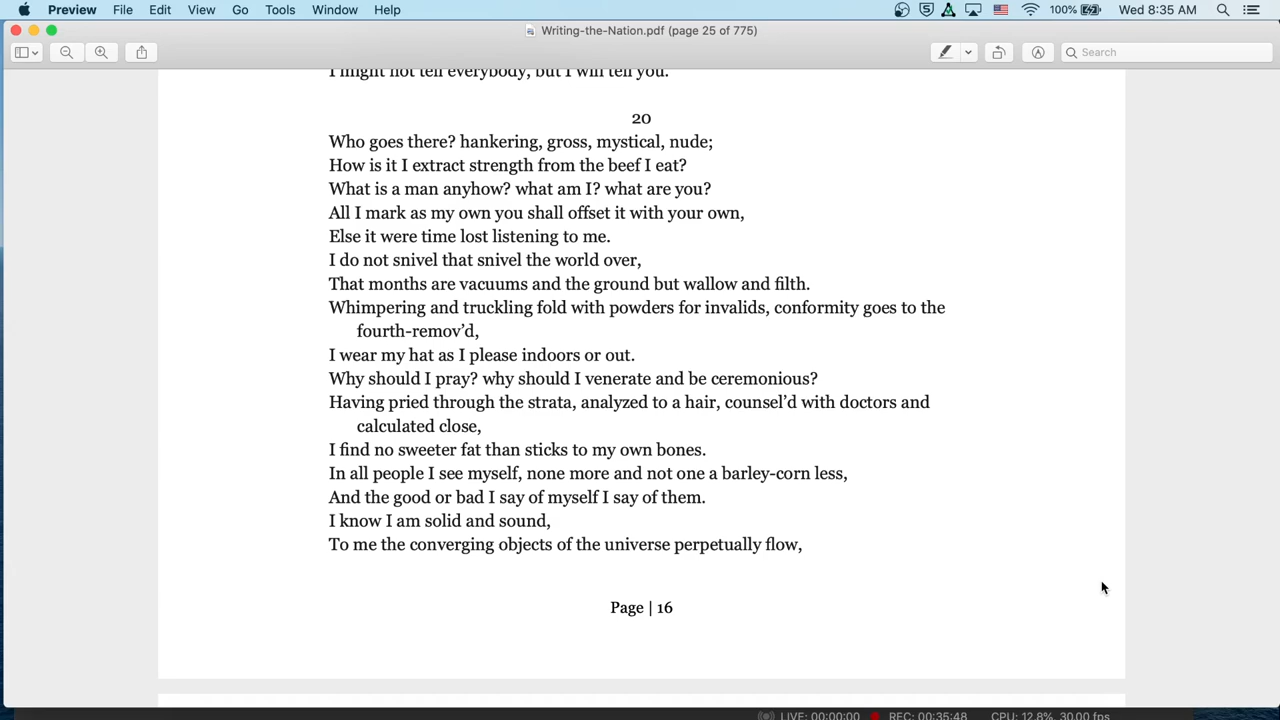 Preview File Edit View Go Tools Window Help 100% Wed 8:35 AM
Writing-the-Nation.pdf (page 25 of 775)
Search
I might not tell everybody, but I will tell you.
20
Who goes there? hankering, gross, mystical, nude;
How is it I extract strength from the beef I eat?
What is a man anyhow? what am I? what are you?
All I mark as my own you shall offset it with your own,
Else it were time lost listening to me.
I do not snivel that snivel the world over,
That months are vacuums and the ground but wallow and filth.
Whimpering and truckling fold with powders for invalids, conformity goes to the
fourth-remov’d,
I wear my hat as I please indoors or out.
Why should I pray? why should I venerate and be ceremonious?
Having pried through the strata, analyzed to a hair, counsel’d with doctors and
calculated close,
I find no sweeter fat than sticks to my own bones.
In all people I see myself, none more and not one a barley-corn less,
And the good or bad I say of myself I say of them.
I know I am solid and sound,
To me the converging objects of the universe perpetually flow,
Page | 16
LIVE: 00:00:00 REC: 00:35:48 CPU: 12.8%, 30.00 fps